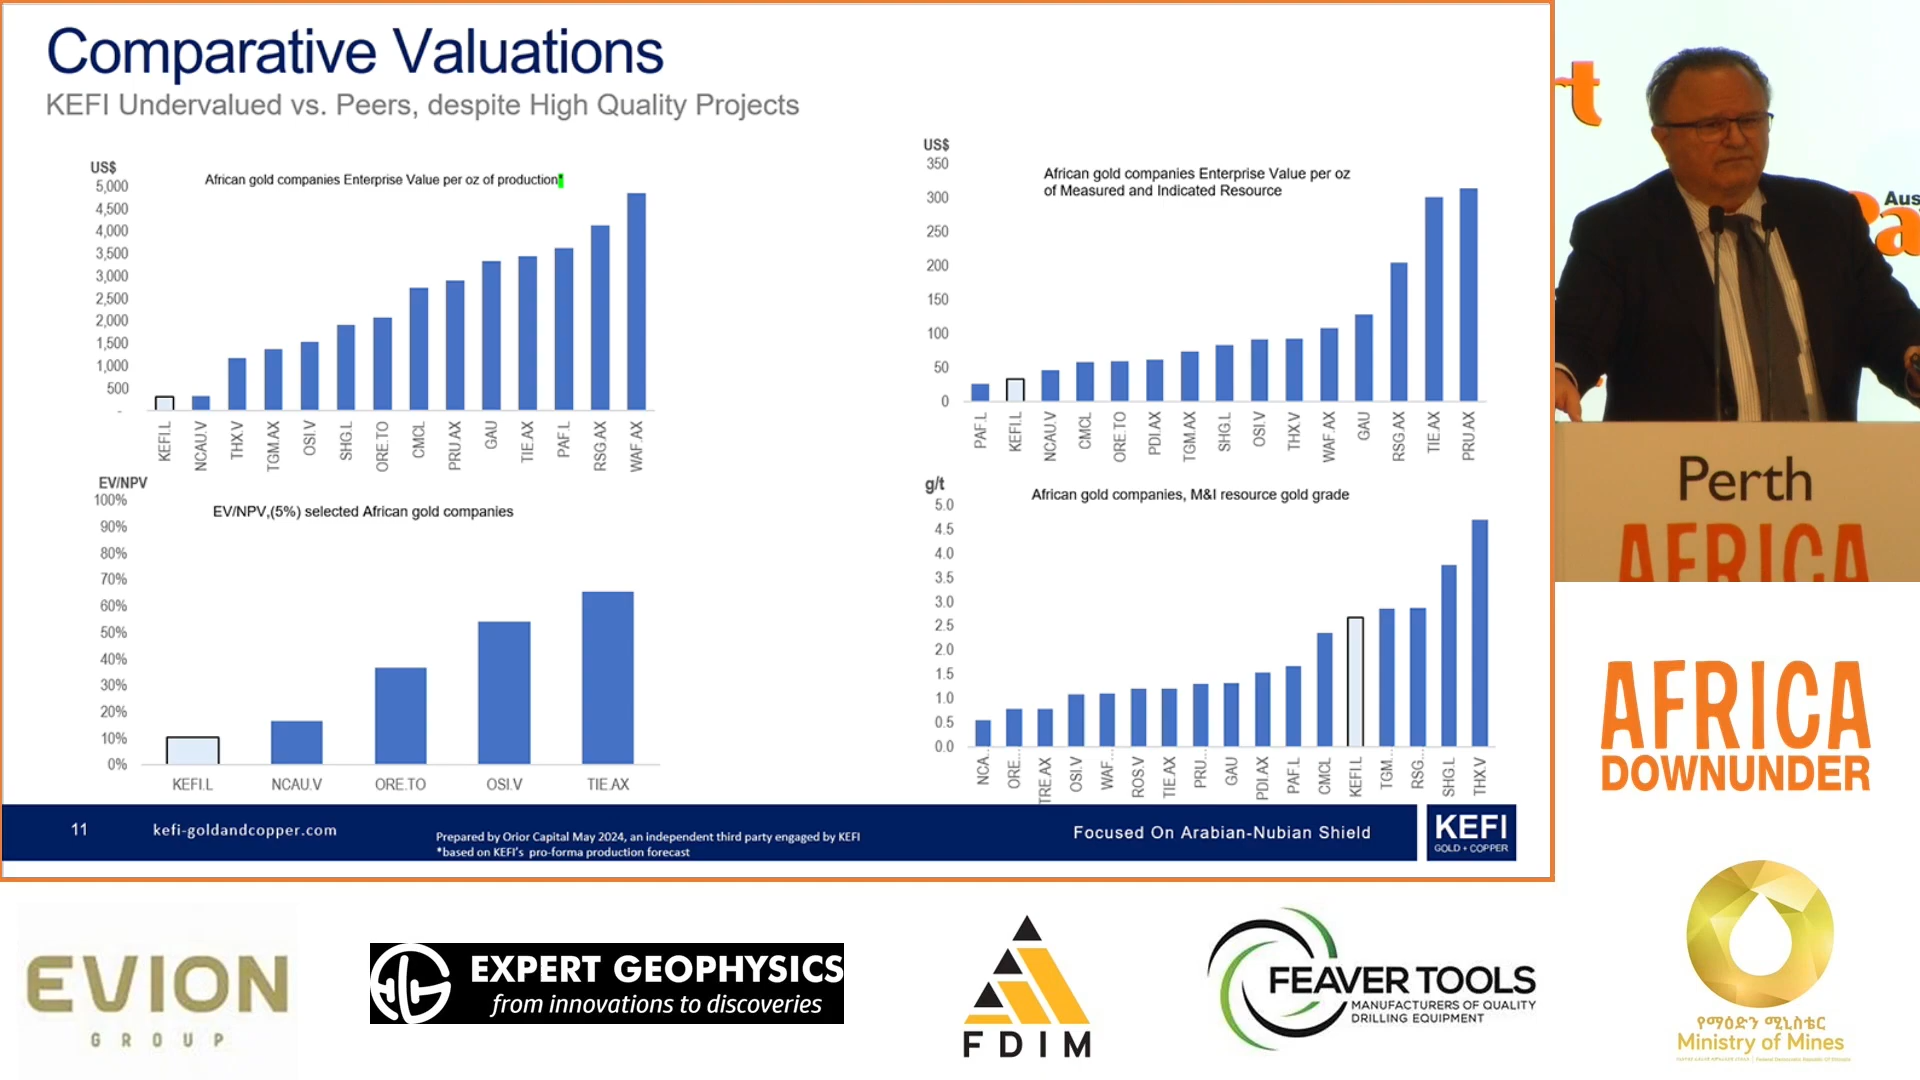 Comparative Valuations
KEFI Undervalued vs. Peers, despite High Quality Projects
US$
African gold companies Enterprise Value per oz of production*
5,000
4,500
4,000
3,500
3,000
2,500
2,000
1,500
1,000
500
-
KEFI.L
NCAU.V
THX.V
TGM.AX
OSI.V
SHG.L
ORE.TO
CMCL
PRU.AX
GAU
TIE.AX
PAF.L
RSG.AX
WAF.AX
US$
African gold companies Enterprise Value per oz
of Measured and Indicated Resource
350
300
250
200
150
100
50
0
PAF.L
KEFI.L
NCAU.V
CMCL
ORE.TO
PDI.AX
TGM.AX
SHG.L
OSI.V
THX.V
WAF.AX
GAU
RSG.AX
TIE.AX
PRU.AX
EV/NPV
EV/NPV,(5%) selected African gold companies
100%
90%
80%
70%
60%
50%
40%
30%
20%
10%
0%
KEFI.L
NCAU.V
ORE.TO
OSI.V
TIE.AX
g/t
African gold companies, M&I resource gold grade
5.0
4.5
4.0
3.5
3.0
2.5
2.0
1.5
1.0
0.5
0.0
NCA..
ORE...
TRE.AX
OSI.V
WAF...
ROS.V
TIE.AX
PRU...
GAU
PDI.AX
PAF.L
CMCL
KEFI.L
TGM...
RSG...
SHG.L
THX.V
11
kefi-goldandcopper.com
Prepared by Orior Capital May 2024, an independent third party engaged by KEFI
*based on KEFI's pro-forma production forecast
Focused On Arabian-Nubian Shield
KEFI
GOLD + COPPER
rt
Aus
Pa
Perth
AFRICA
AFRICA
DOWNUNDER
EVION
GROUP
EXPERT GEOPHYSICS
from innovations to discoveries
FDIM
FEAVER TOOLS
MANUFACTURERS OF QUALITY
DRILLING EQUIPMENT
የማዕድን ሚኒስቴር
Ministry of Mines